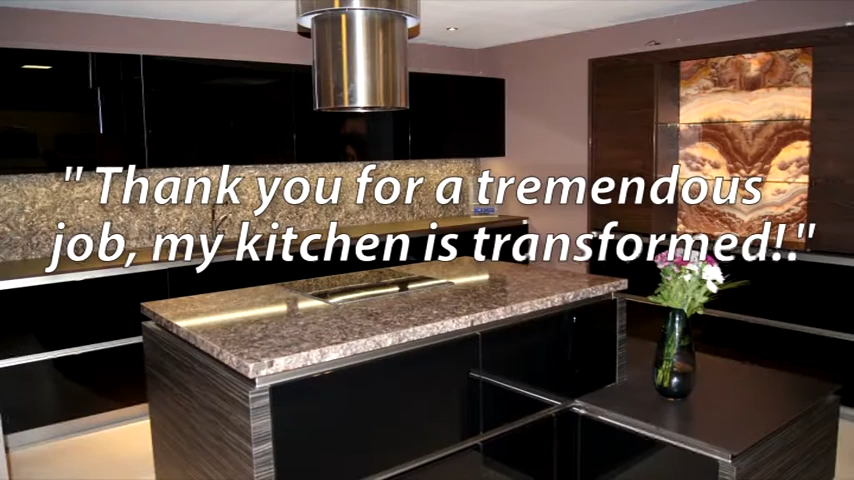 " Thank you for a tremendous
job, my kitchen is transformed!."